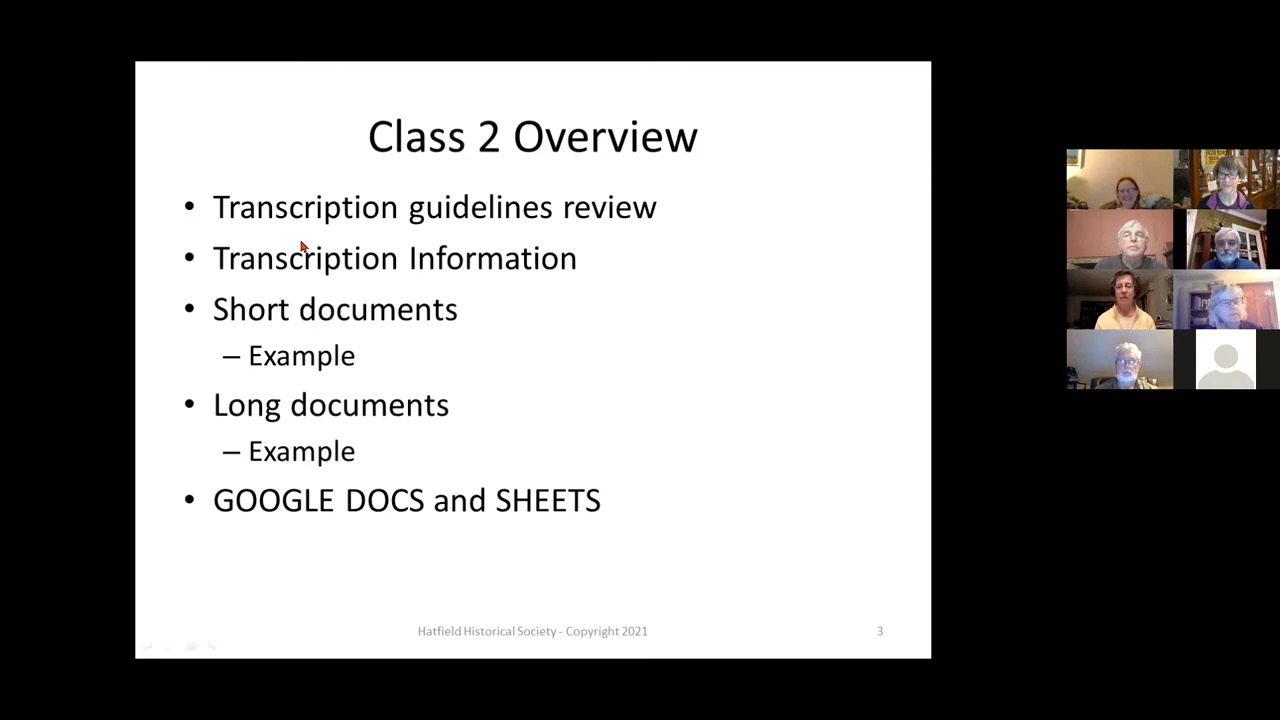 Class 2 Overview
• Transcription guidelines review
• Transcription Information
• Short documents
– Example
• Long documents
– Example
• GOOGLE DOCS and SHEETS
Hatfield Historical Society - Copyright 2021
3